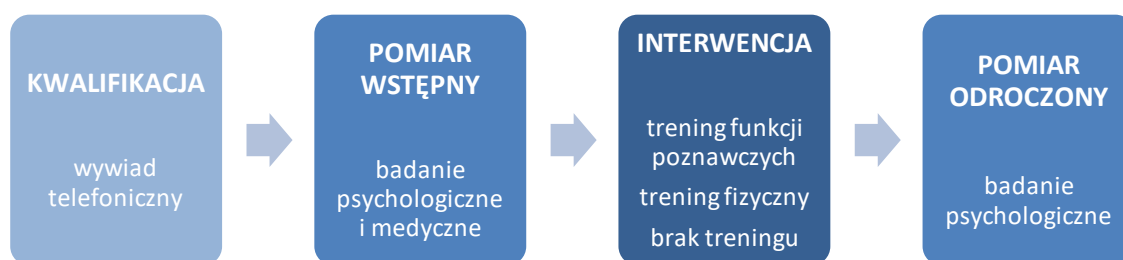 KWALIFIKACJA
wywiad
telefoniczny
POMIAR
WSTĘPNY
badanie
psychologiczne
i medyczne
INTERWENCJA
trening funkcji
poznawczych
trening fizyczny
brak treningu
POMIAR
ODROCZONY
badanie
psychologiczne